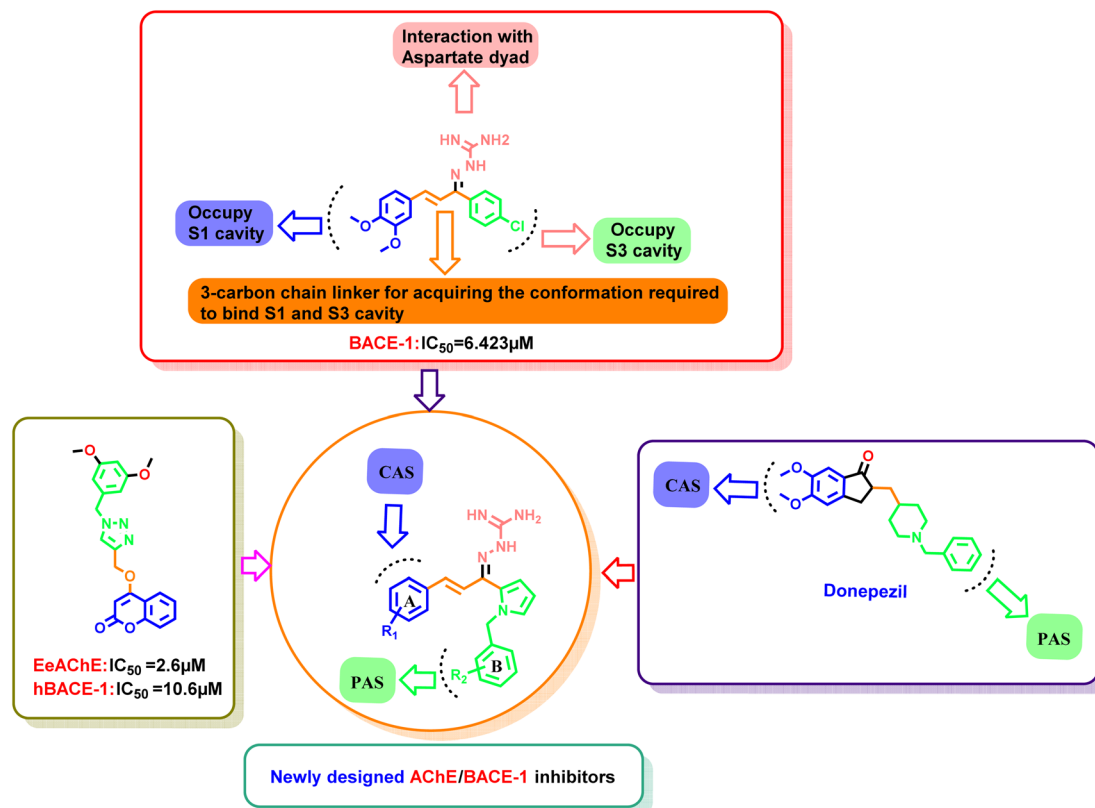 Interaction with
Aspartate dyad
HN
NH2
NH
N
O
O
Cl
Occupy
S1 cavity
Occupy
S3 cavity
3-carbon chain linker for acquiring the conformation required
to bind S1 and S3 cavity
BACE-1:IC₅₀=6.423μM
O
O
N
N
N
O
O
O
EeAChE:IC₅₀ =2.6μM
hBACE-1:IC₅₀ =10.6μM
CAS
HN
NH₂
N
NH
A
R₁
N
R₂
B
PAS
CAS
O
O
O
N
Donepezil
PAS
Newly designed AChE/BACE-1 inhibitors